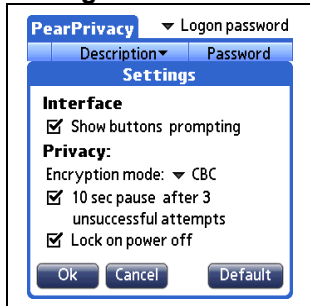 PearPrivacy Logon password
Description Password
Settings
Interface
Show buttons prompting
Privacy:
Encryption mode: CBC
10 sec pause after 3
unsuccessful attempts
Lock on power off
Ok Cancel Default